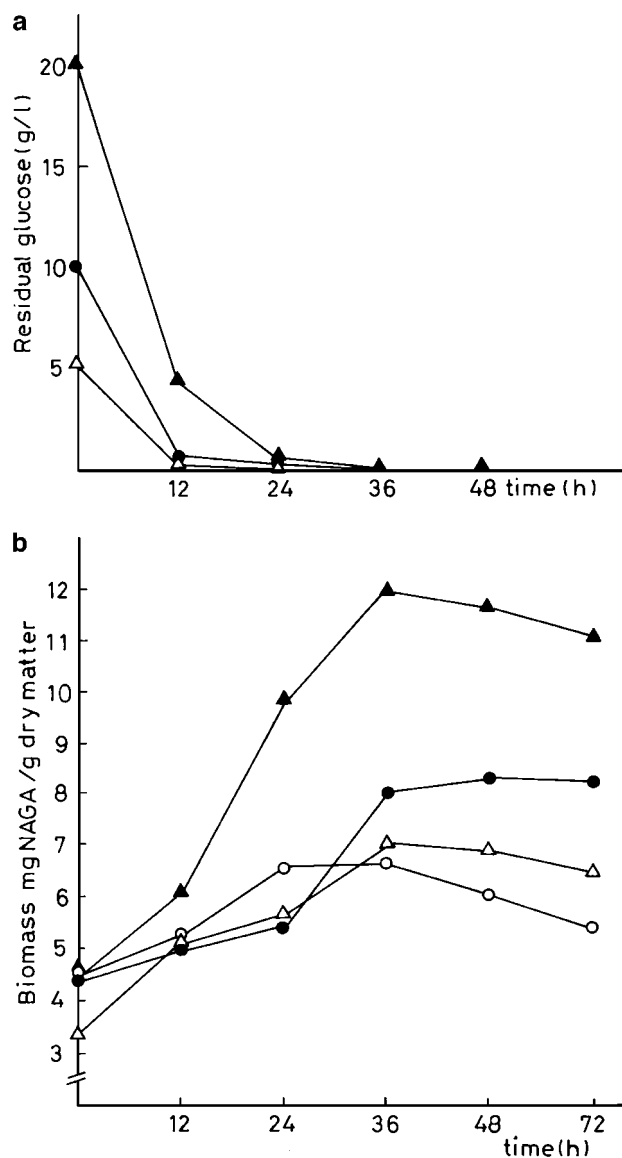 a
Residual glucose (g/l)
20
15
10
5
12 24 36 48 time (h)
b
Biomass mg NAGA /g dry matter
12
11
10
9
8
7
6
5
4
3
12 24 36 48 72
time (h)